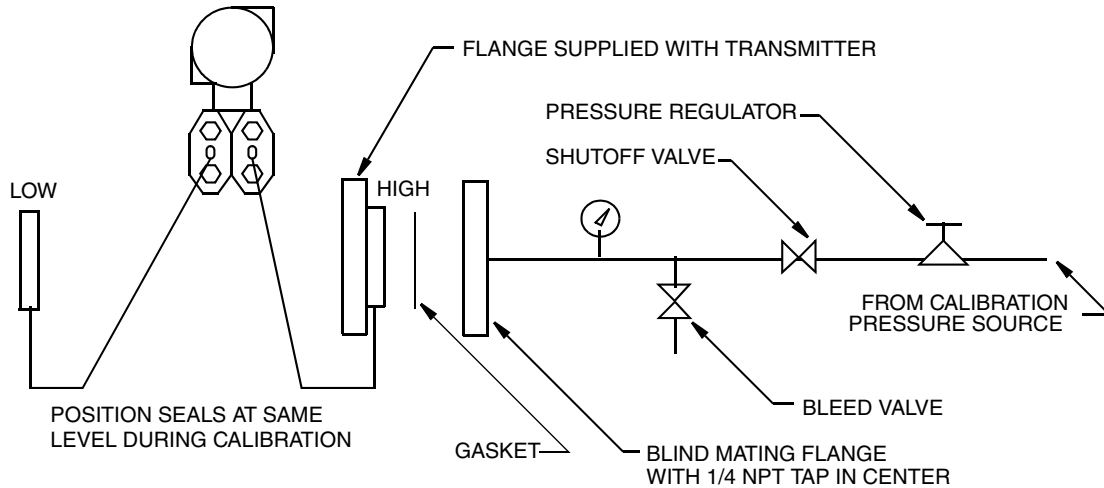 FLANGE SUPPLIED WITH TRANSMITTER
PRESSURE REGULATOR
SHUTOFF VALVE
LOW
HIGH
FROM CALIBRATION
PRESSURE SOURCE
POSITION SEALS AT SAME
LEVEL DURING CALIBRATION
BLEED VALVE
GASKET
BLIND MATING FLANGE
WITH 1/4 NPT TAP IN CENTER